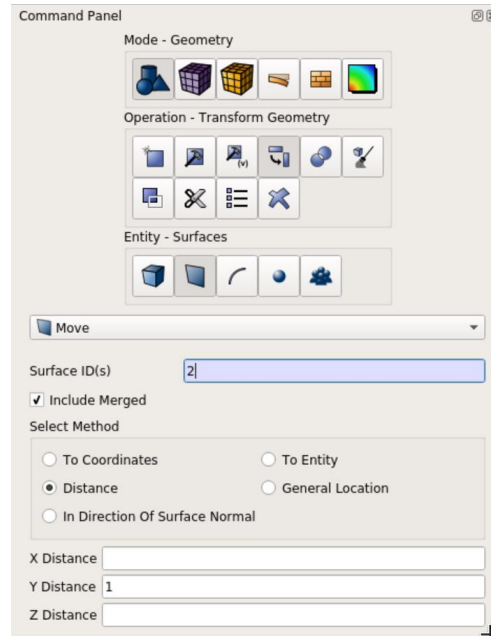 Command Panel
Mode - Geometry
Operation - Transform Geometry
(v)
Entity - Surfaces
Move
Surface ID(s) 2
Include Merged
Select Method
To Coordinates To Entity
Distance General Location
In Direction Of Surface Normal
X Distance
Y Distance 1
Z Distance